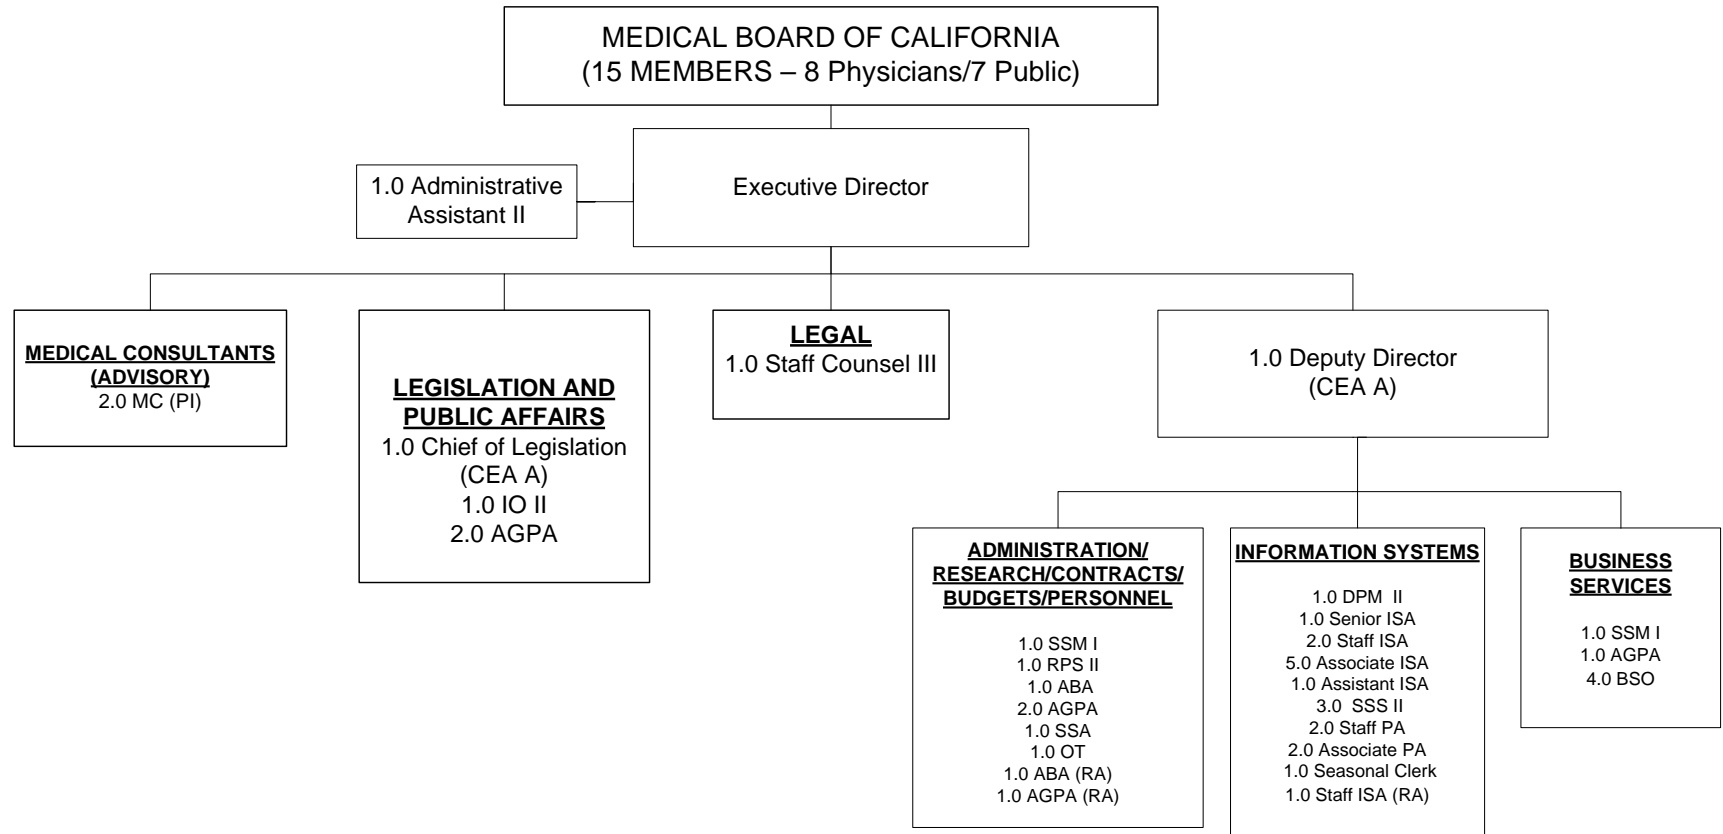 MEDICAL BOARD OF CALIFORNIA
(15 MEMBERS – 8 Physicians/7 Public)
1.0 Administrative
Assistant II
Executive Director
MEDICAL CONSULTANTS
(ADVISORY)
2.0 MC (PI)
LEGISLATION AND
PUBLIC AFFAIRS
1.0 Chief of Legislation
(CEA A)
1.0 IO II
2.0 AGPA
LEGAL
1.0 Staff Counsel III
1.0 Deputy Director
(CEA A)
ADMINISTRATION/
RESEARCH/CONTRACTS/
BUDGETS/PERSONNEL
1.0 SSM I
1.0 RPS II
1.0 ABA
2.0 AGPA
1.0 SSA
1.0 OT
1.0 ABA (RA)
1.0 AGPA (RA)
INFORMATION SYSTEMS
1.0 DPM II
1.0 Senior ISA
2.0 Staff ISA
5.0 Associate ISA
1.0 Assistant ISA
3.0 SSS II
2.0 Staff PA
2.0 Associate PA
1.0 Seasonal Clerk
1.0 Staff ISA (RA)
BUSINESS
SERVICES
1.0 SSM I
1.0 AGPA
4.0 BSO